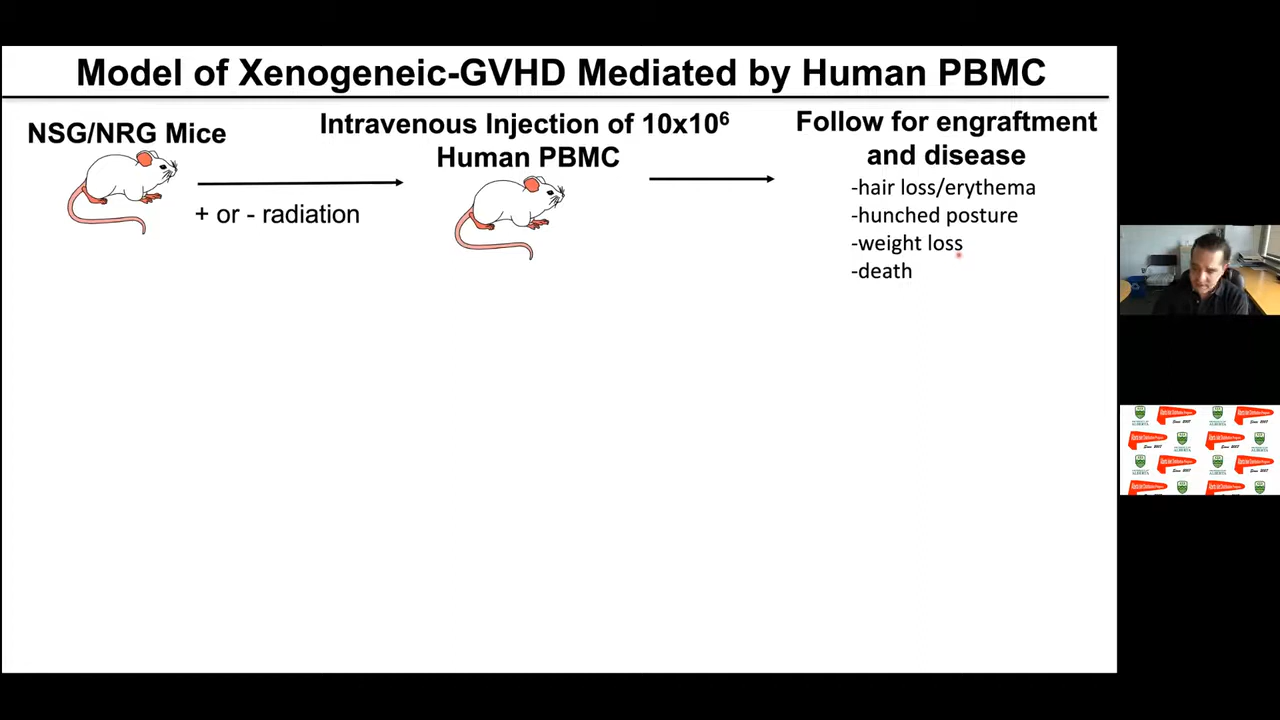 Model of Xenogeneic-GVHD Mediated by Human PBMC
NSG/NRG Mice
+ or - radiation
Intravenous Injection of 10x10⁶
Human PBMC
Follow for engraftment
and disease
-hair loss/erythema
-hunched posture
-weight loss
-death